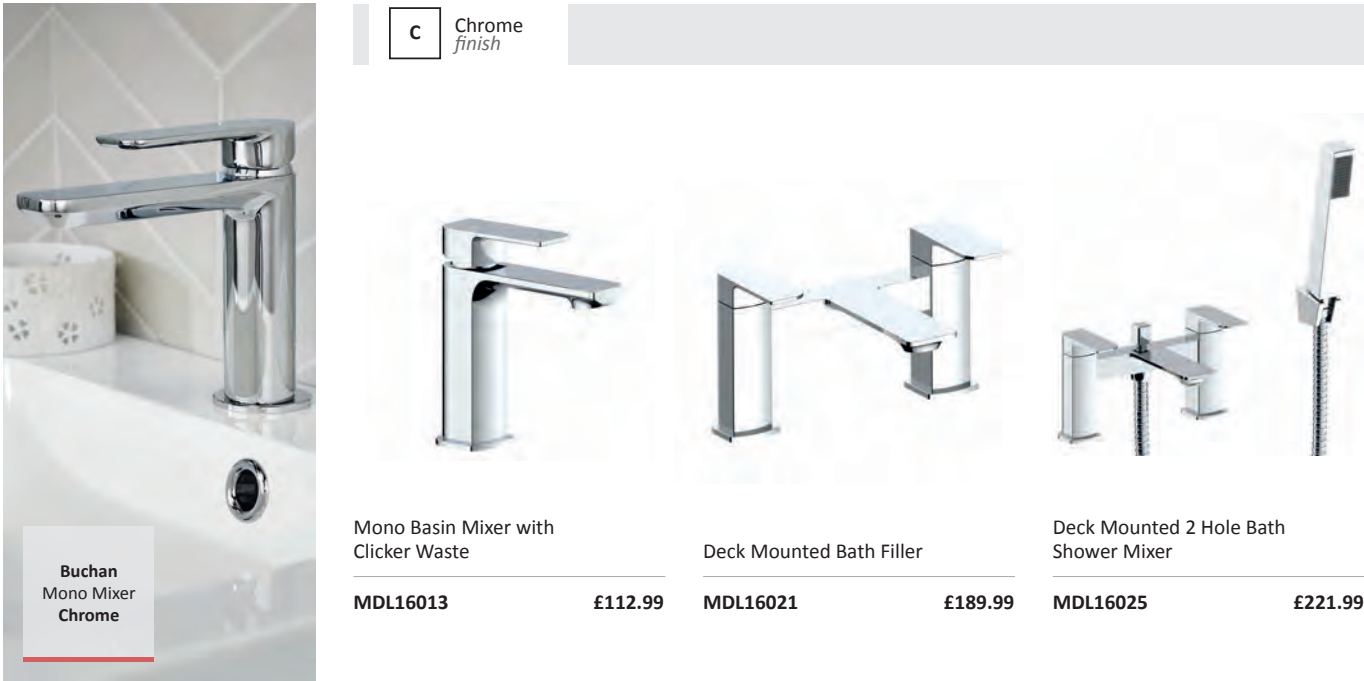 C
Chrome
finish
Buchan
Mono Mixer
Chrome
Mono Basin Mixer with
Clicker Waste
MDL16013 £112.99
Deck Mounted Bath Filler
MDL16021 £189.99
Deck Mounted 2 Hole Bath
Shower Mixer
MDL16025 £221.99